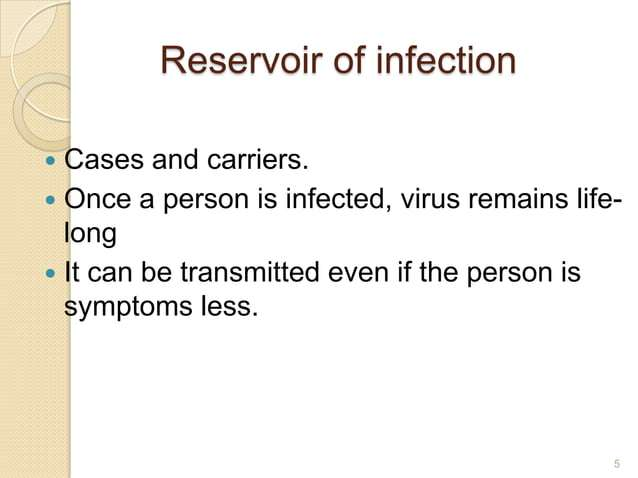 Reservoir of infection
Cases and carriers.
Once a person is infected, virus remains life-
long
It can be transmitted even if the person is
symptoms less.
5